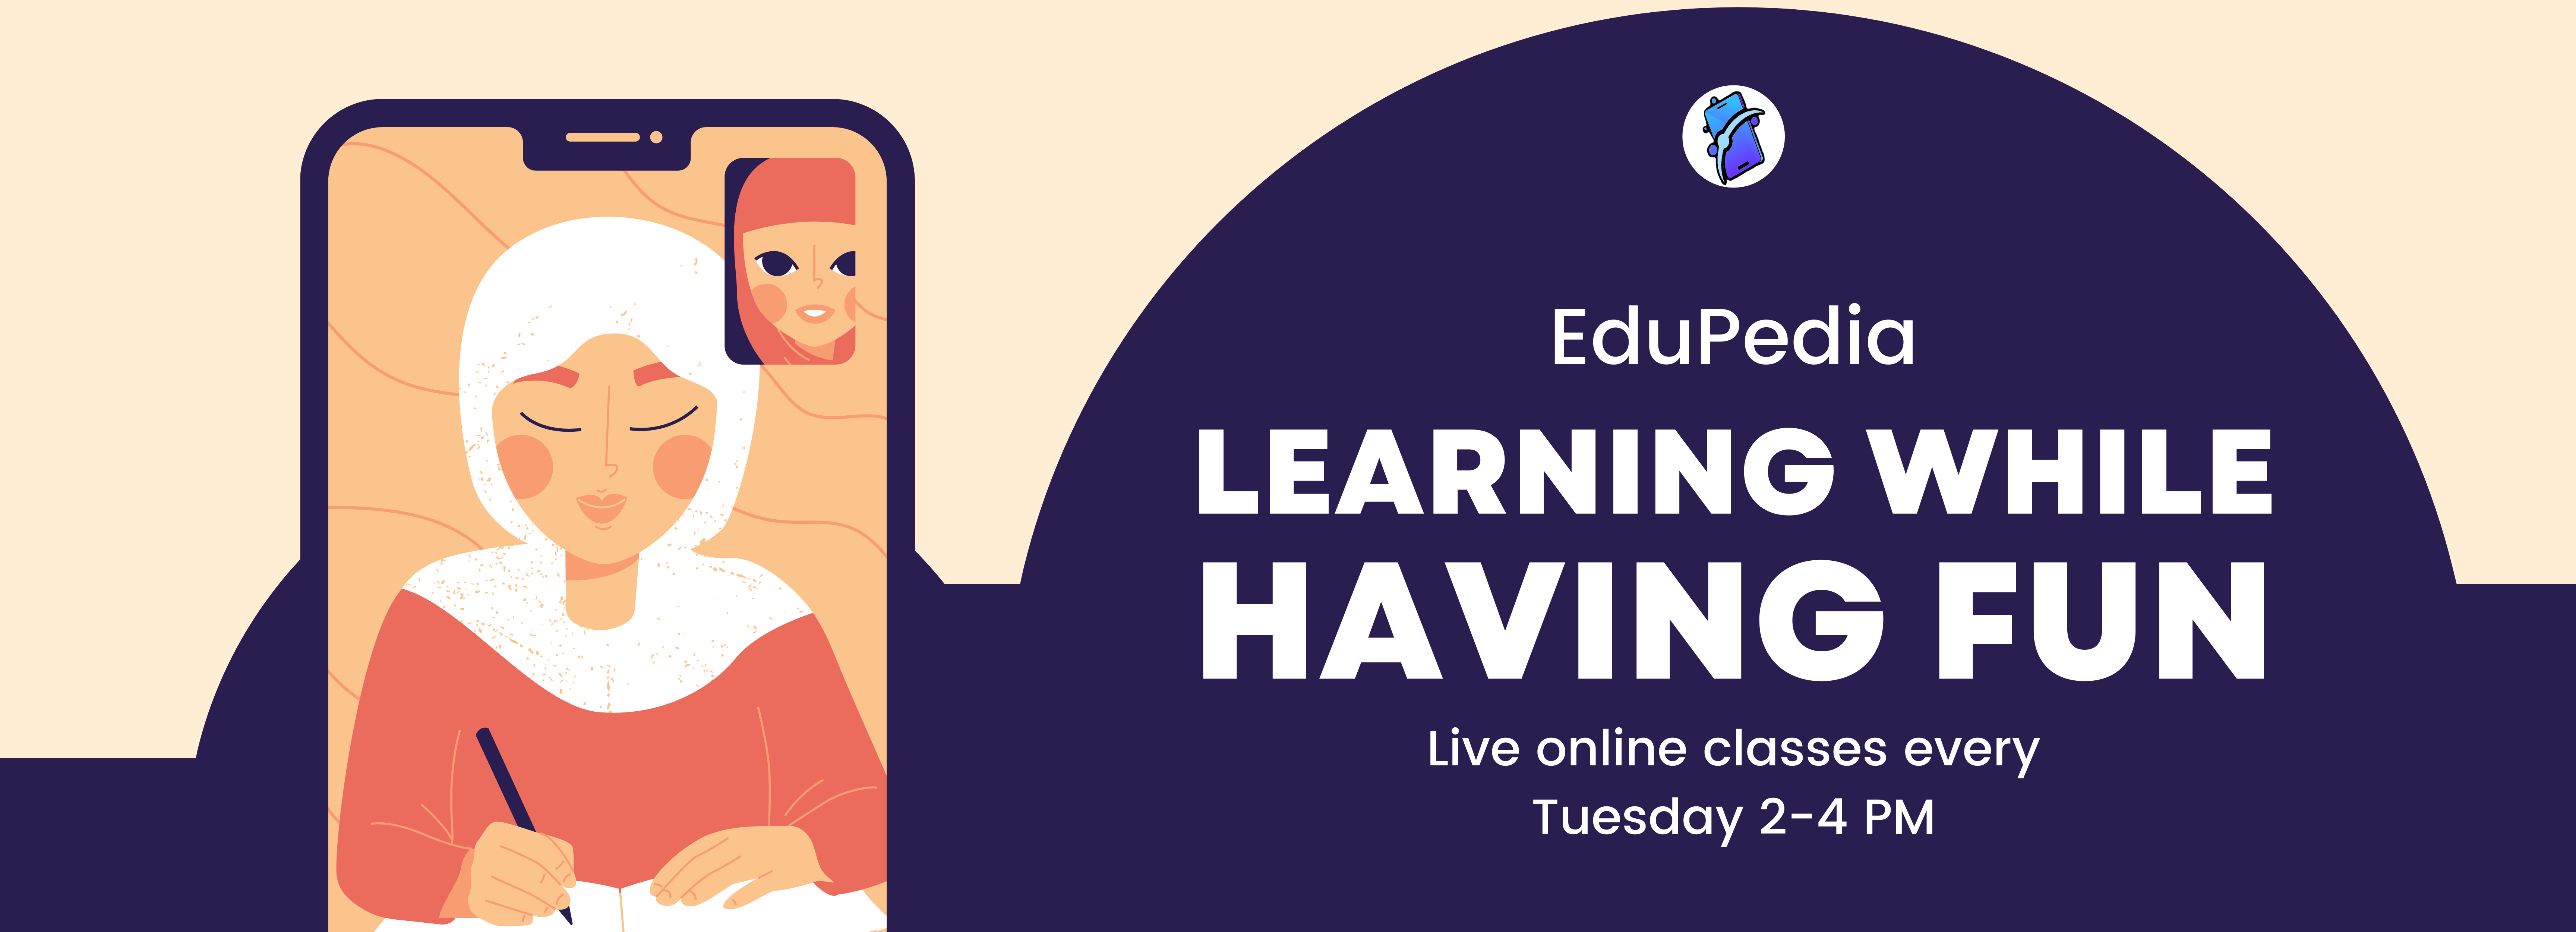 EduPedia
LEARNING WHILE
HAVING FUN
Live online classes every
Tuesday 2-4 PM